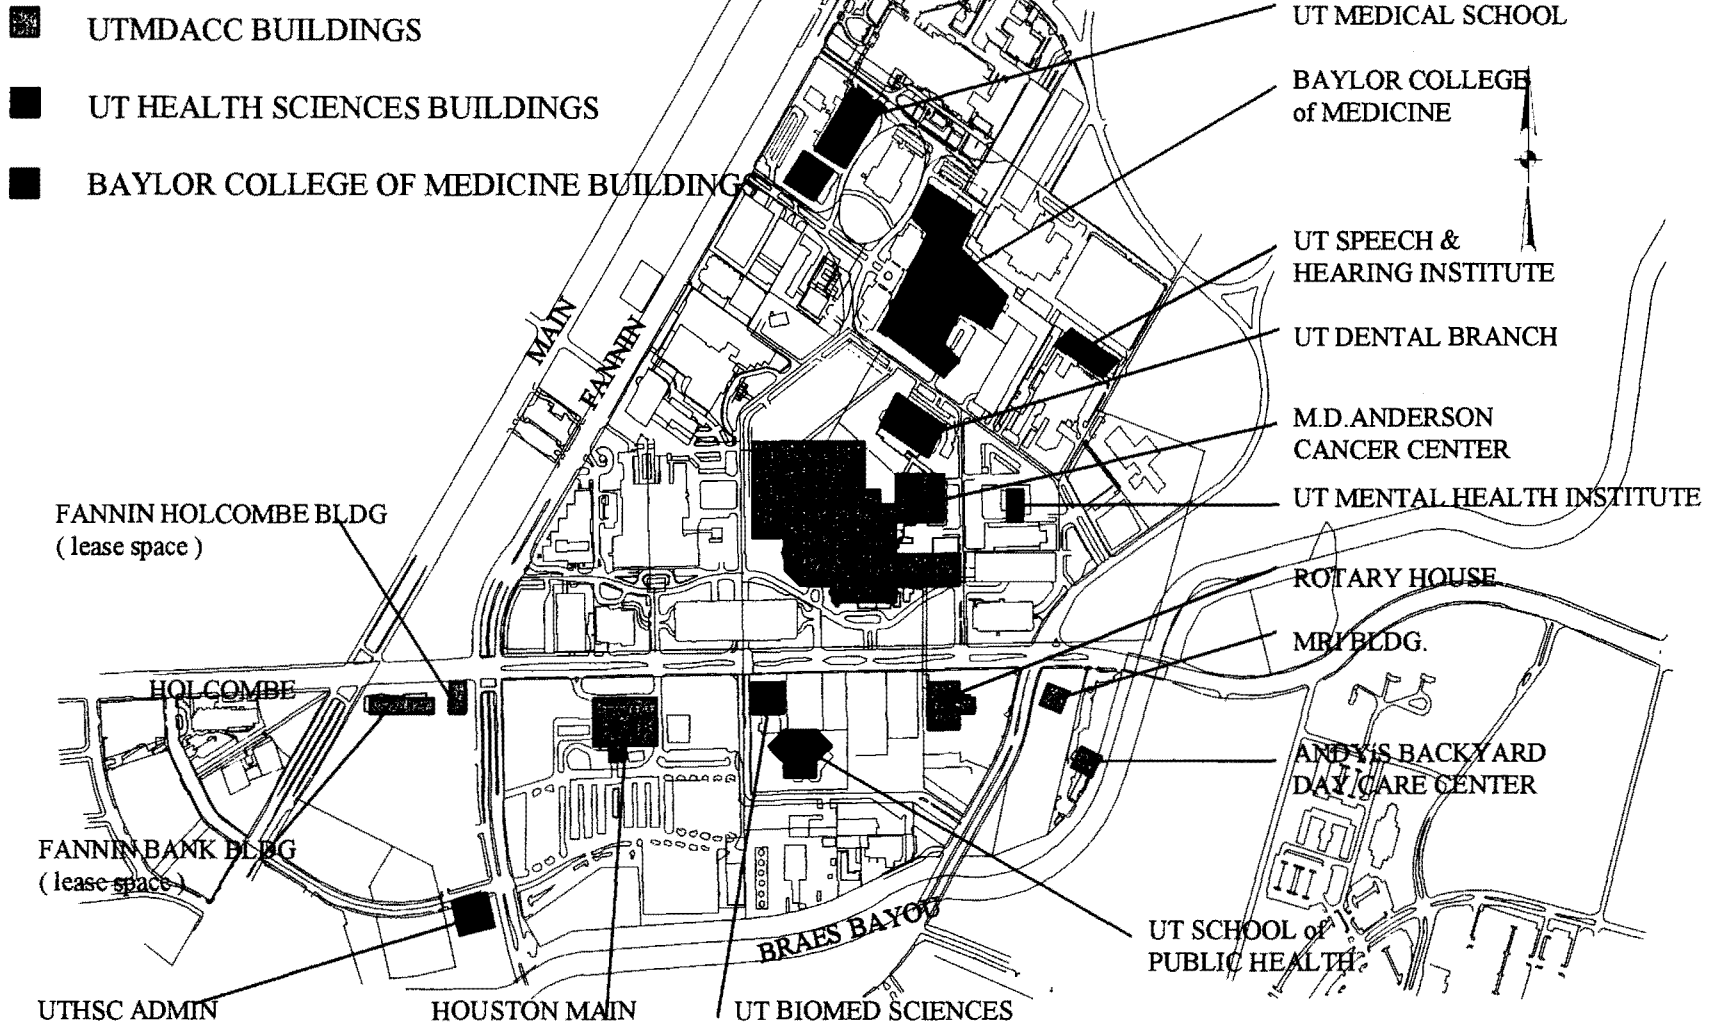 UTMDACC BUILDINGS
UT HEALTH SCIENCES BUILDINGS
BAYLOR COLLEGE OF MEDICINE BUILDINGS
UT MEDICAL SCHOOL
BAYLOR COLLEGE
of MEDICINE
UT SPEECH &
HEARING INSTITUTE
UT DENTAL BRANCH
M.D.ANDERSON
CANCER CENTER
UT MENTAL HEALTH INSTITUTE
ROTARY HOUSE
MRI BLDG.
ANDYiS BACKYARD
DAY CARE CENTER
MAIN
FANNIN
FANNIN HOLCOMBE BLDG
( lease space )
HOLCOMBE
FANNIN BANK BLDG
( lease space )
BRAES BAYOU
UT SCHOOL of
PUBLIC HEALTH
UTHSC ADMIN
HOUSTON MAIN
UT BIOMED SCIENCES